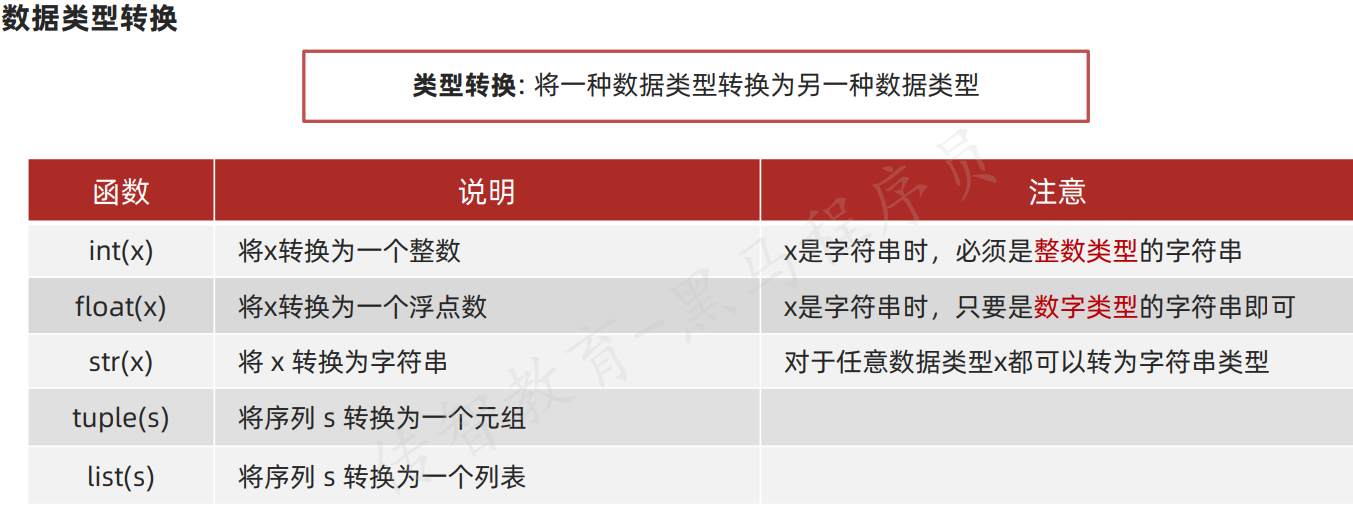 数据类型转换
类型转换: 将一种数据类型转换为另一种数据类型
函数 说明 注意
int(x) 将x转换为一个整数 x是字符串时，必须是整数类型的字符串
float(x) 将x转换为一个浮点数 x是字符串时，只要是数字类型的字符串即可
str(x) 将 x 转换为字符串 对于任意数据类型x都可以转为字符串类型
tuple(s) 将序列 s 转换为一个元组
list(s) 将序列 s 转换为一个列表
传智教育-黑马程序员